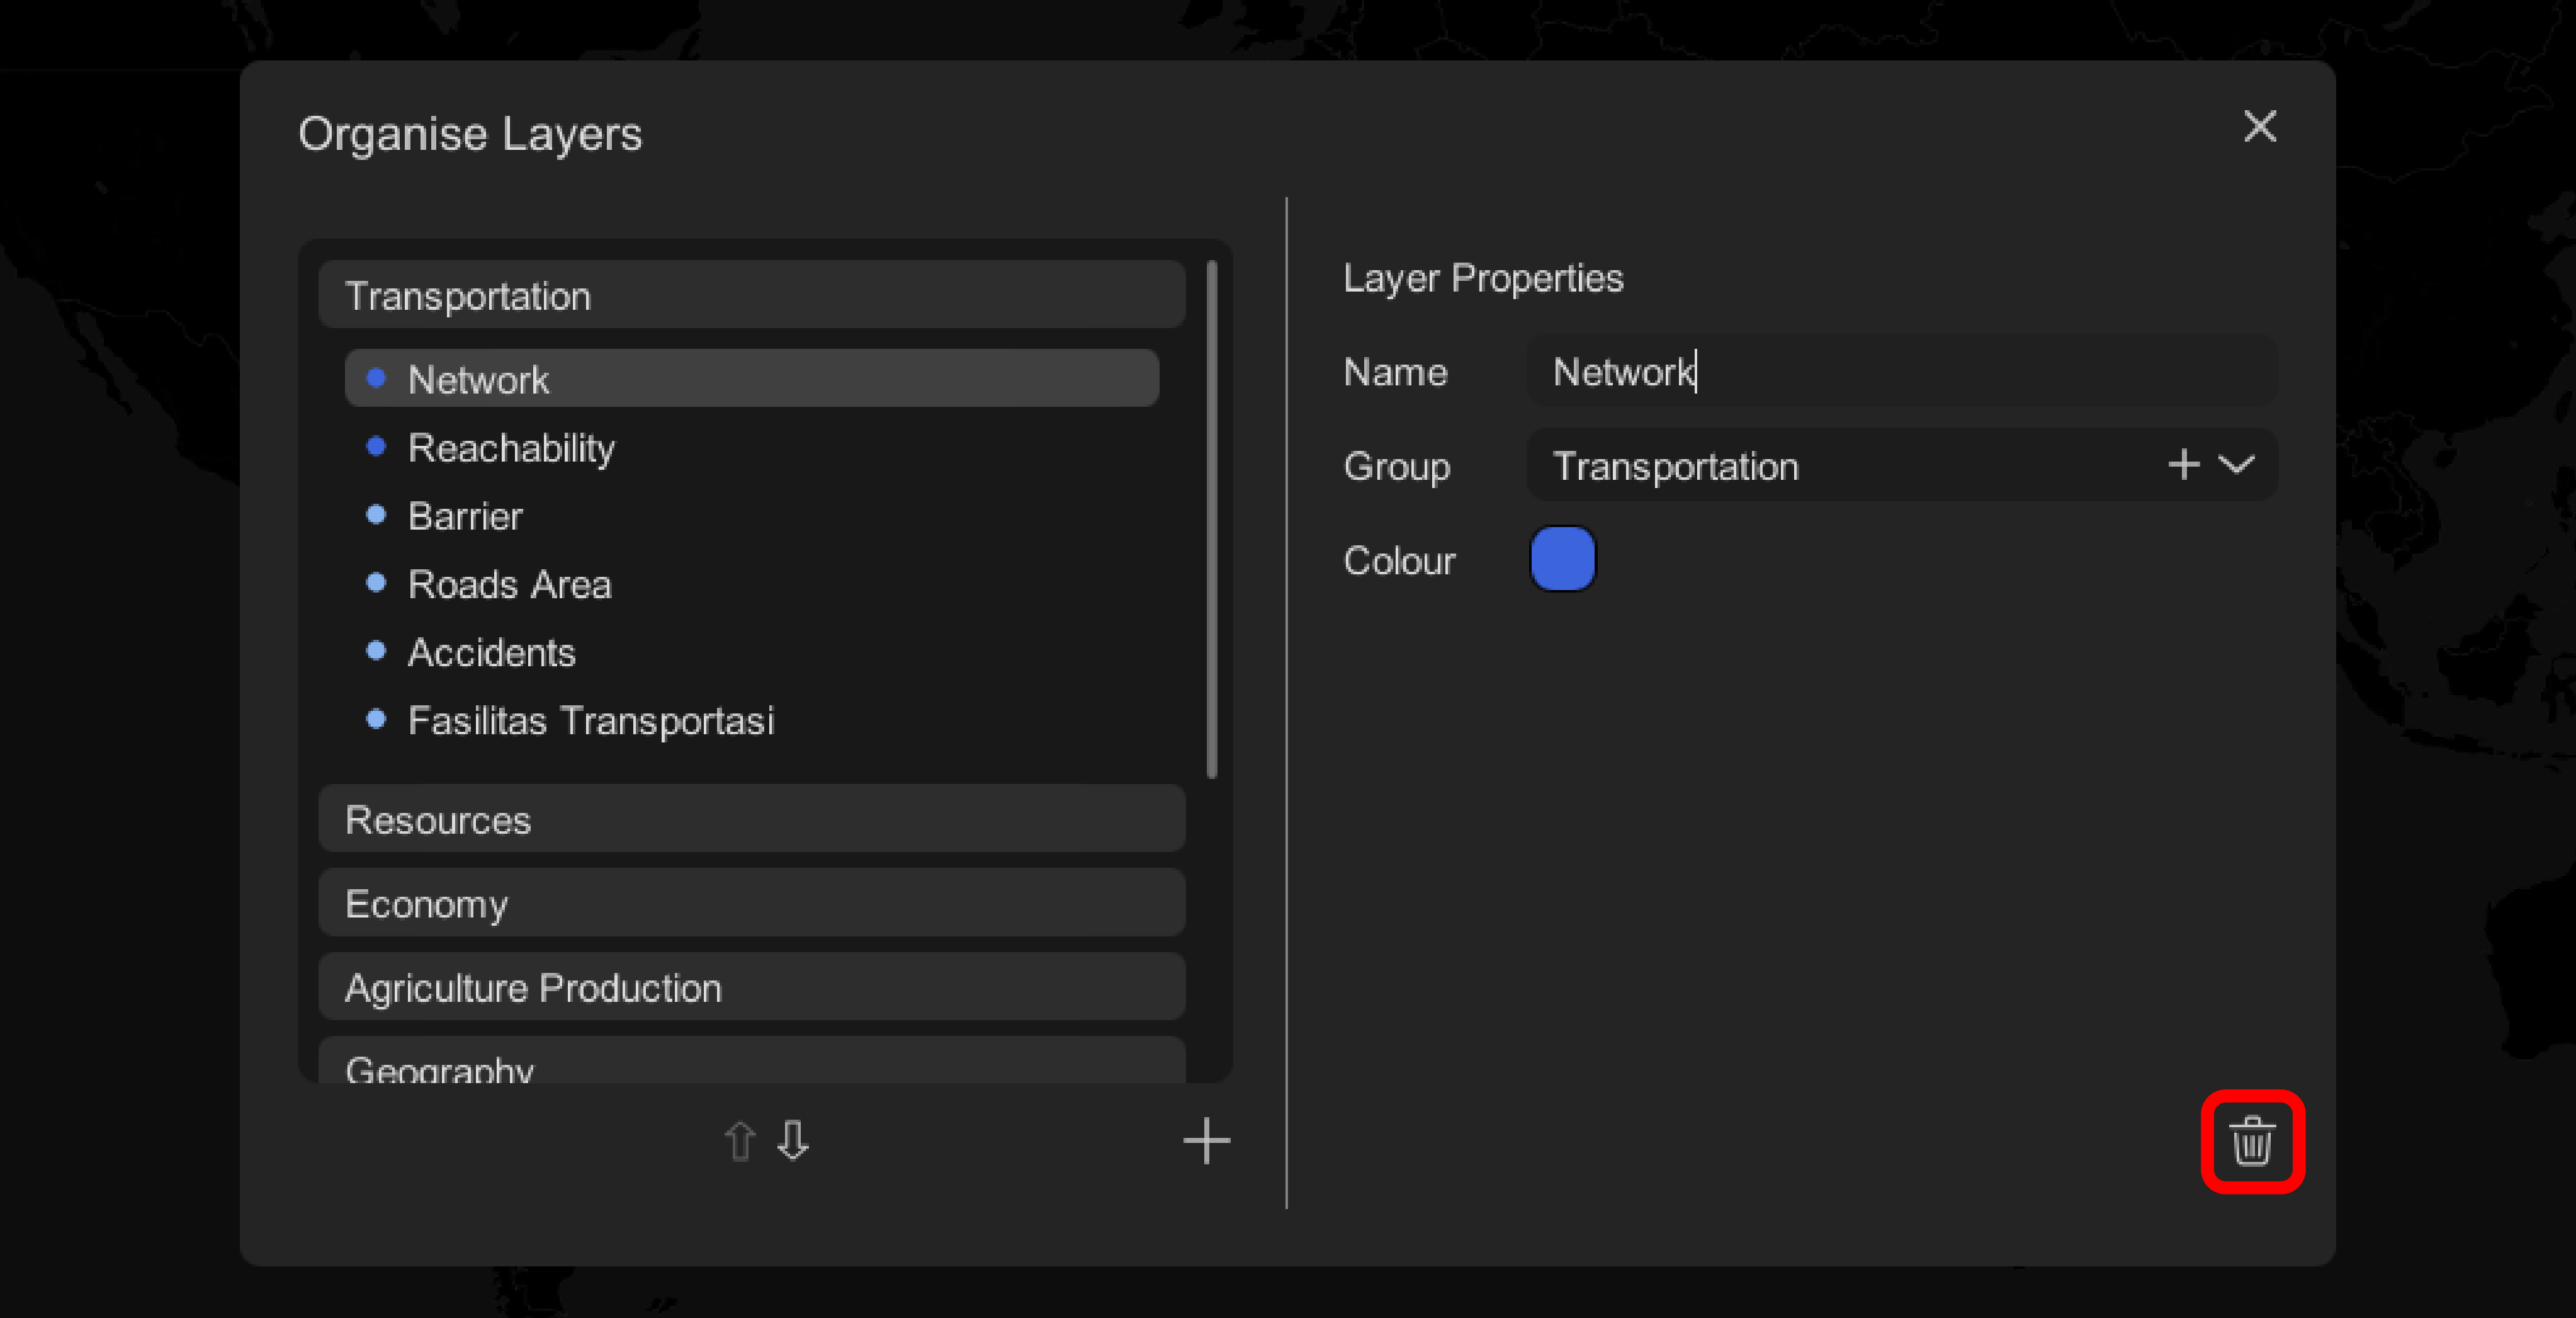 Organise Layers
Transportation
Network
Reachability
Barrier
Roads Area
Accidents
Fasilitas Transportasi
Resources
Economy
Agriculture Production
Geography
Layer Properties
Name Network
Group Transportation
Colour